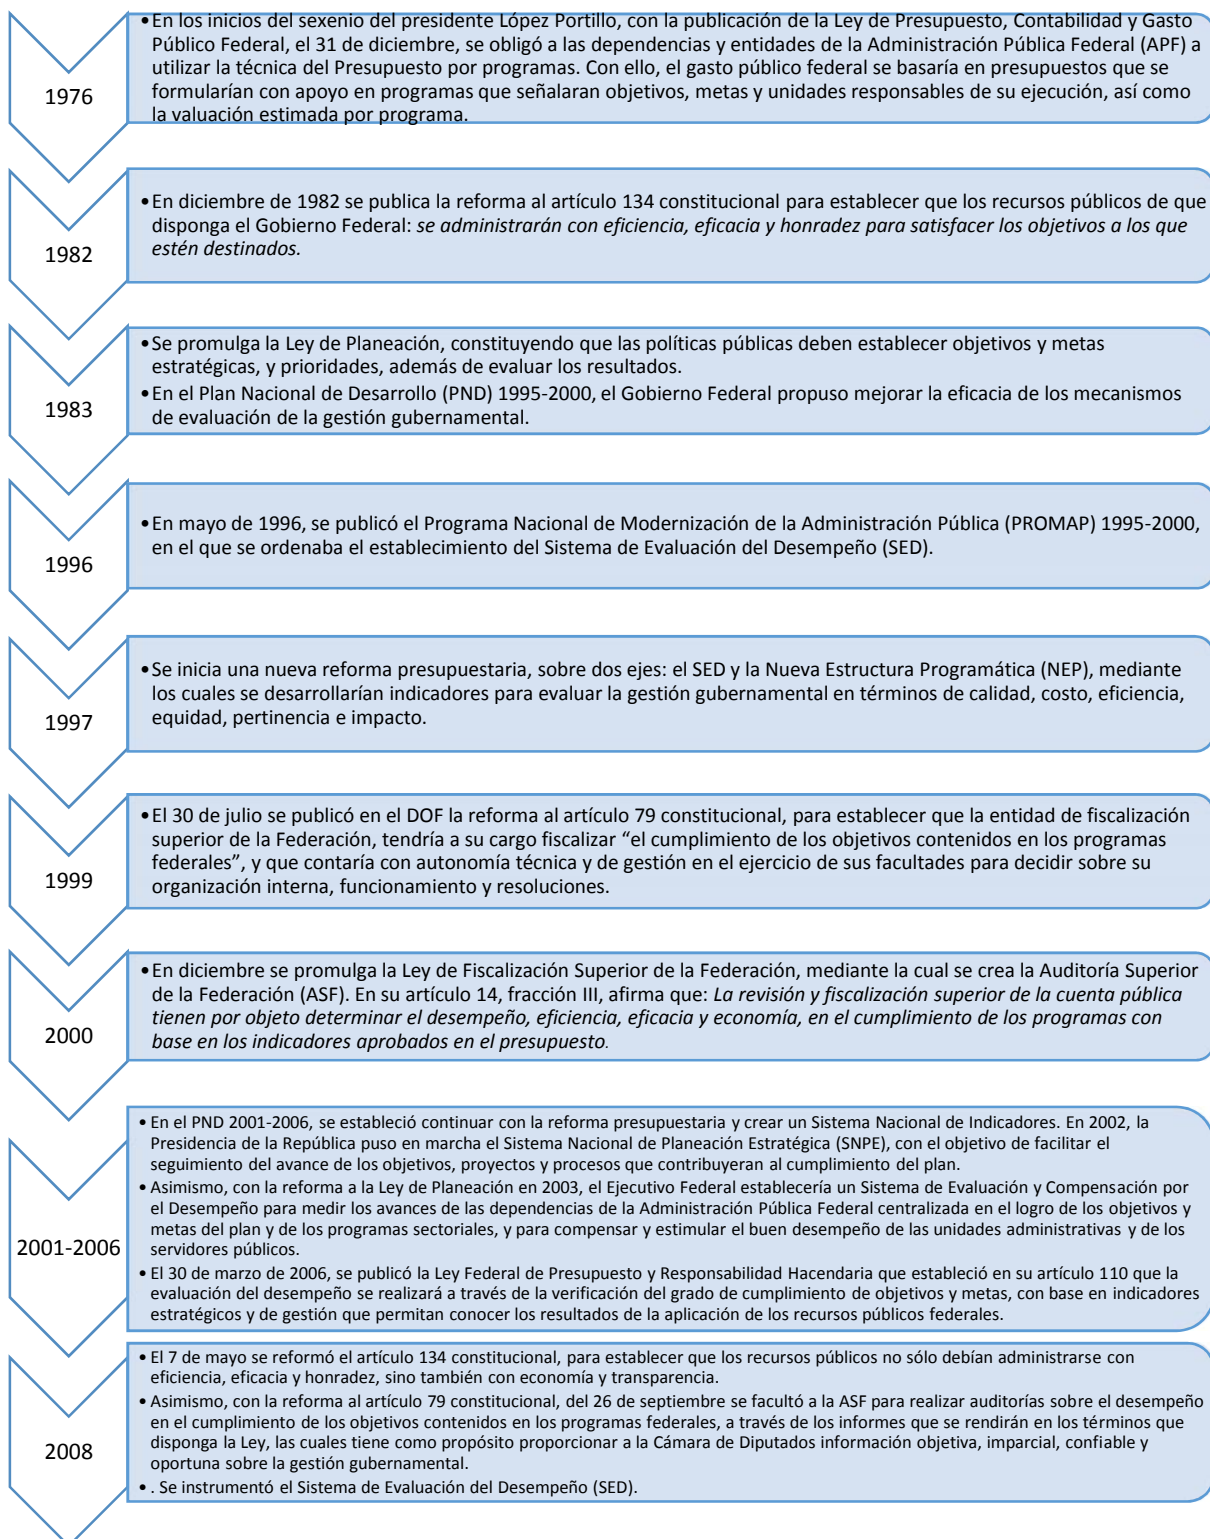 1976
•En los inicios del sexenio del presidente López Portillo, con la publicación de la Ley de Presupuesto, Contabilidad y Gasto
Público Federal, el 31 de diciembre, se obligó a las dependencias y entidades de la Administración Pública Federal (APF) a
utilizar la técnica del Presupuesto por programas. Con ello, el gasto público federal se basaría en presupuestos que se
formularían con apoyo en programas que señalaran objetivos, metas y unidades responsables de su ejecución, así como
la valuación estimada por programa.
1982
•En diciembre de 1982 se publica la reforma al artículo 134 constitucional para establecer que los recursos públicos de que
disponga el Gobierno Federal: se administrarán con eficiencia, eficacia y honradez para satisfacer los objetivos a los que
estén destinados.
1983
•Se promulga la Ley de Planeación, constituyendo que las políticas públicas deben establecer objetivos y metas
estratégicas, y prioridades, además de evaluar los resultados.
•En el Plan Nacional de Desarrollo (PND) 1995-2000, el Gobierno Federal propuso mejorar la eficacia de los mecanismos
de evaluación de la gestión gubernamental.
1996
•En mayo de 1996, se publicó el Programa Nacional de Modernización de la Administración Pública (PROMAP) 1995-2000,
en el que se ordenaba el establecimiento del Sistema de Evaluación del Desempeño (SED).
1997
•Se inicia una nueva reforma presupuestaria, sobre dos ejes: el SED y la Nueva Estructura Programática (NEP), mediante
los cuales se desarrollarían indicadores para evaluar la gestión gubernamental en términos de calidad, costo, eficiencia,
equidad, pertinencia e impacto.
1999
•El 30 de julio se publicó en el DOF la reforma al artículo 79 constitucional, para establecer que la entidad de fiscalización
superior de la Federación, tendría a su cargo fiscalizar “el cumplimiento de los objetivos contenidos en los programas
federales”, y que contaría con autonomía técnica y de gestión en el ejercicio de sus facultades para decidir sobre su
organización interna, funcionamiento y resoluciones.
2000
•En diciembre se promulga la Ley de Fiscalización Superior de la Federación, mediante la cual se crea la Auditoría Superior
de la Federación (ASF). En su artículo 14, fracción III, afirma que: La revisión y fiscalización superior de la cuenta pública
tienen por objeto determinar el desempeño, eficiencia, eficacia y economía, en el cumplimiento de los programas con
base en los indicadores aprobados en el presupuesto.
2001-2006
• En el PND 2001-2006, se estableció continuar con la reforma presupuestaria y crear un Sistema Nacional de Indicadores. En 2002, la
Presidencia de la República puso en marcha el Sistema Nacional de Planeación Estratégica (SNPE), con el objetivo de facilitar el
seguimiento del avance de los objetivos, proyectos y procesos que contribuyeran al cumplimiento del plan.
• Asimismo, con la reforma a la Ley de Planeación en 2003, el Ejecutivo Federal establecería un Sistema de Evaluación y Compensación por
el Desempeño para medir los avances de las dependencias de la Administración Pública Federal centralizada en el logro de los objetivos y
metas del plan y de los programas sectoriales, y para compensar y estimular el buen desempeño de las unidades administrativas y de los
servidores públicos.
• El 30 de marzo de 2006, se publicó la Ley Federal de Presupuesto y Responsabilidad Hacendaria que estableció en su artículo 110 que la
evaluación del desempeño se realizará a través de la verificación del grado de cumplimiento de objetivos y metas, con base en indicadores
estratégicos y de gestión que permitan conocer los resultados de la aplicación de los recursos públicos federales.
2008
• El 7 de mayo se reformó el artículo 134 constitucional, para establecer que los recursos públicos no sólo debían administrarse con
eficiencia, eficacia y honradez, sino también con economía y transparencia.
• Asimismo, con la reforma al artículo 79 constitucional, del 26 de septiembre se facultó a la ASF para realizar auditorías sobre el desempeño
en el cumplimiento de los objetivos contenidos en los programas federales, a través de los informes que se rendirán en los términos que
disponga la Ley, las cuales tiene como propósito proporcionar a la Cámara de Diputados información objetiva, imparcial, confiable y
oportuna sobre la gestión gubernamental.
• . Se instrumentó el Sistema de Evaluación del Desempeño (SED).